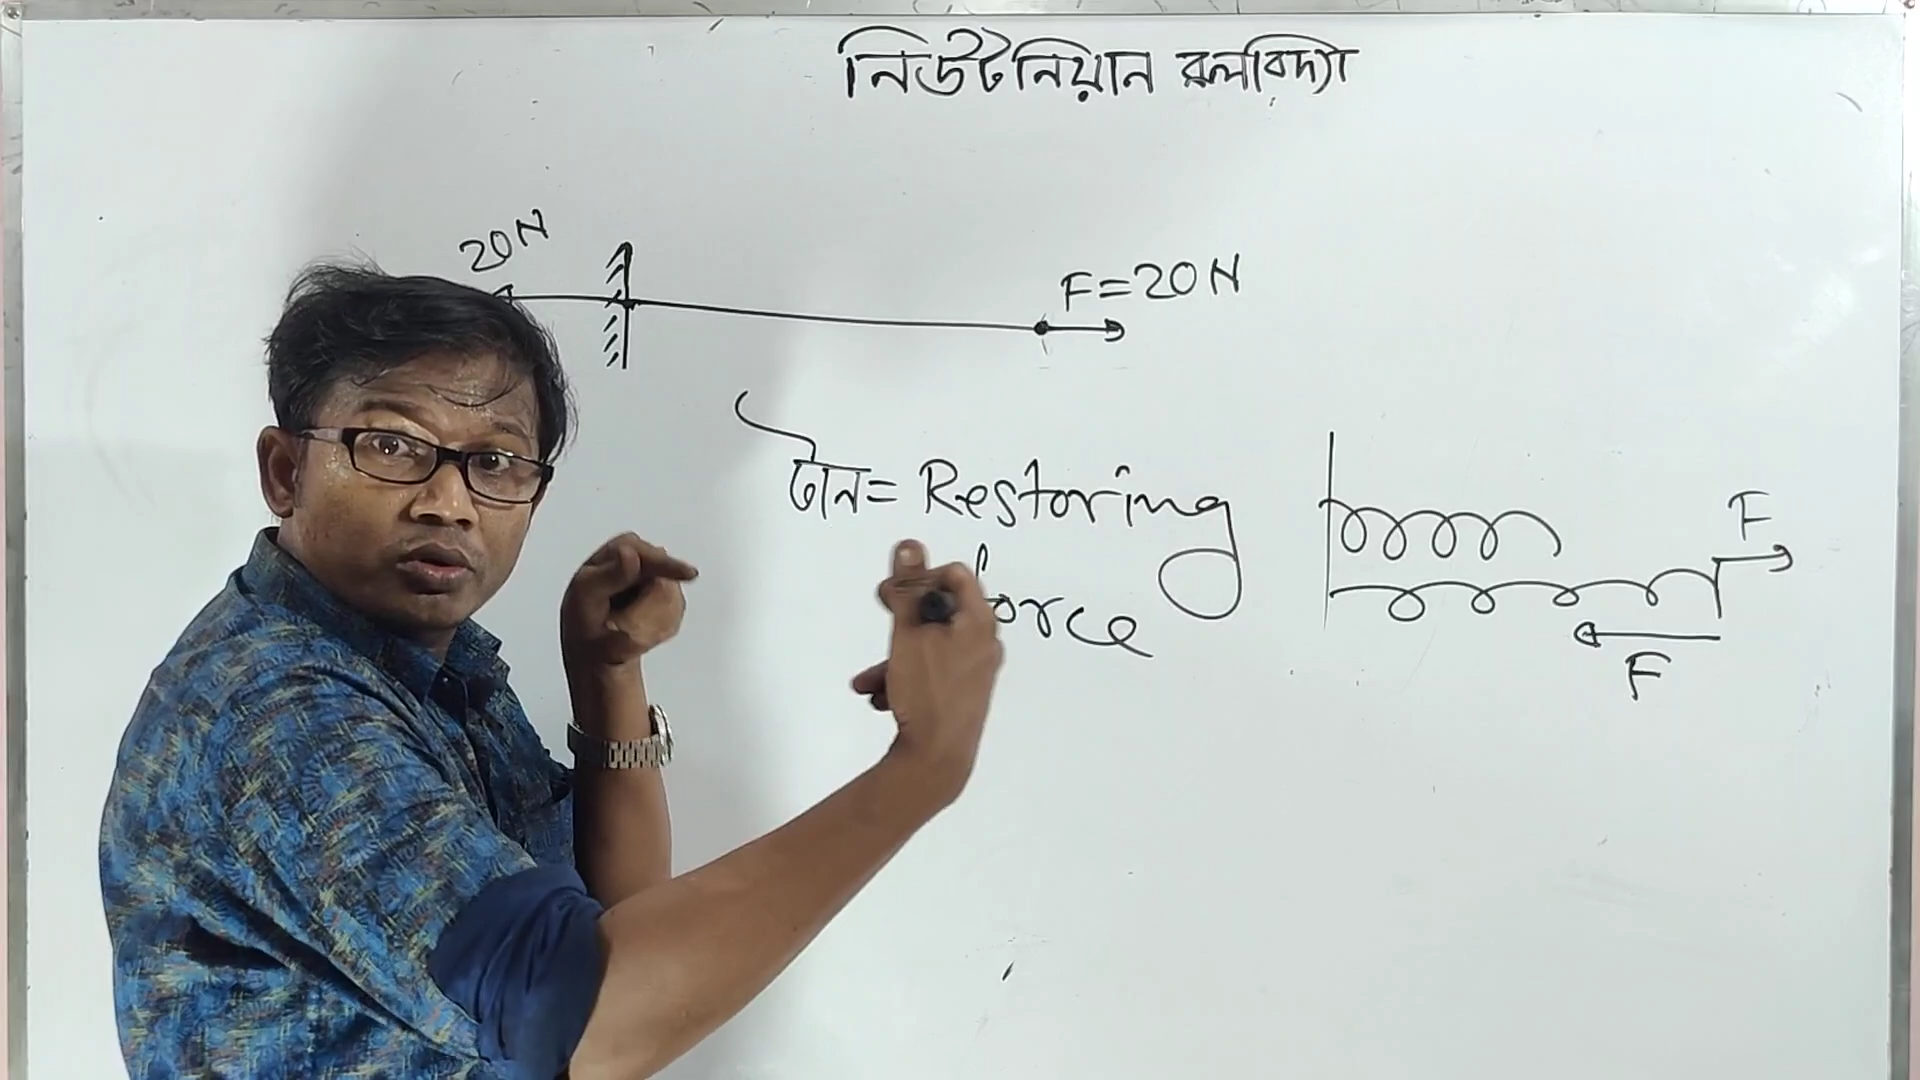 নিউটনিয়ান বলবিদ্যা
20N
F=20N
টান= Restoring
force
F
F